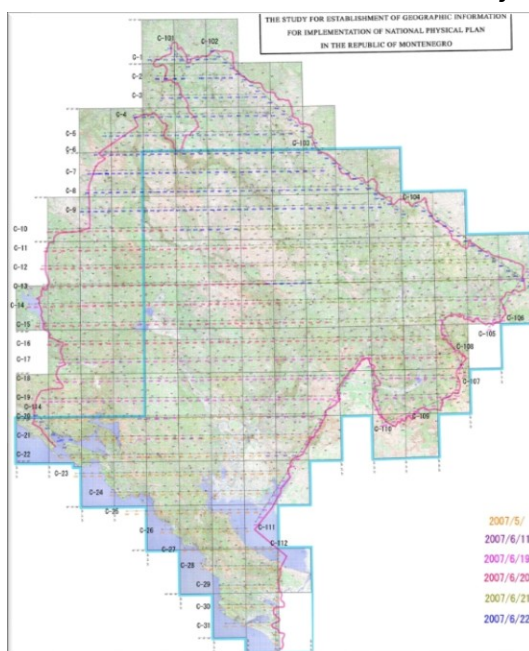 THE STUDY FOR ESTABLISHMENT OF GEOGRAPHIC INFORMATION
FOR IMPLEMENTATION OF NATIONAL PHYSICAL PLAN
IN THE REPUBLIC OF MONTENEGRO
C-101
C-102
C-1
C-2
C-3
C-4
C-5
C-6
C-103
C-7
C-8
C-9
C-104
C-10
C-11
C-12
C-13
C-14
C-106
C-15
C-105
C-16
C-108
C-17
C-18
C-107
C-19
C-114
C-109
C-20
C-110
C-21
C-22
C-23
C-24
C-25
C-111
C-26
C-112
C-27
C-28
C-29
C-30
C-31
2007/5/
2007/6/11
2007/6/19
2007/6/20
2007/6/21
2007/6/22